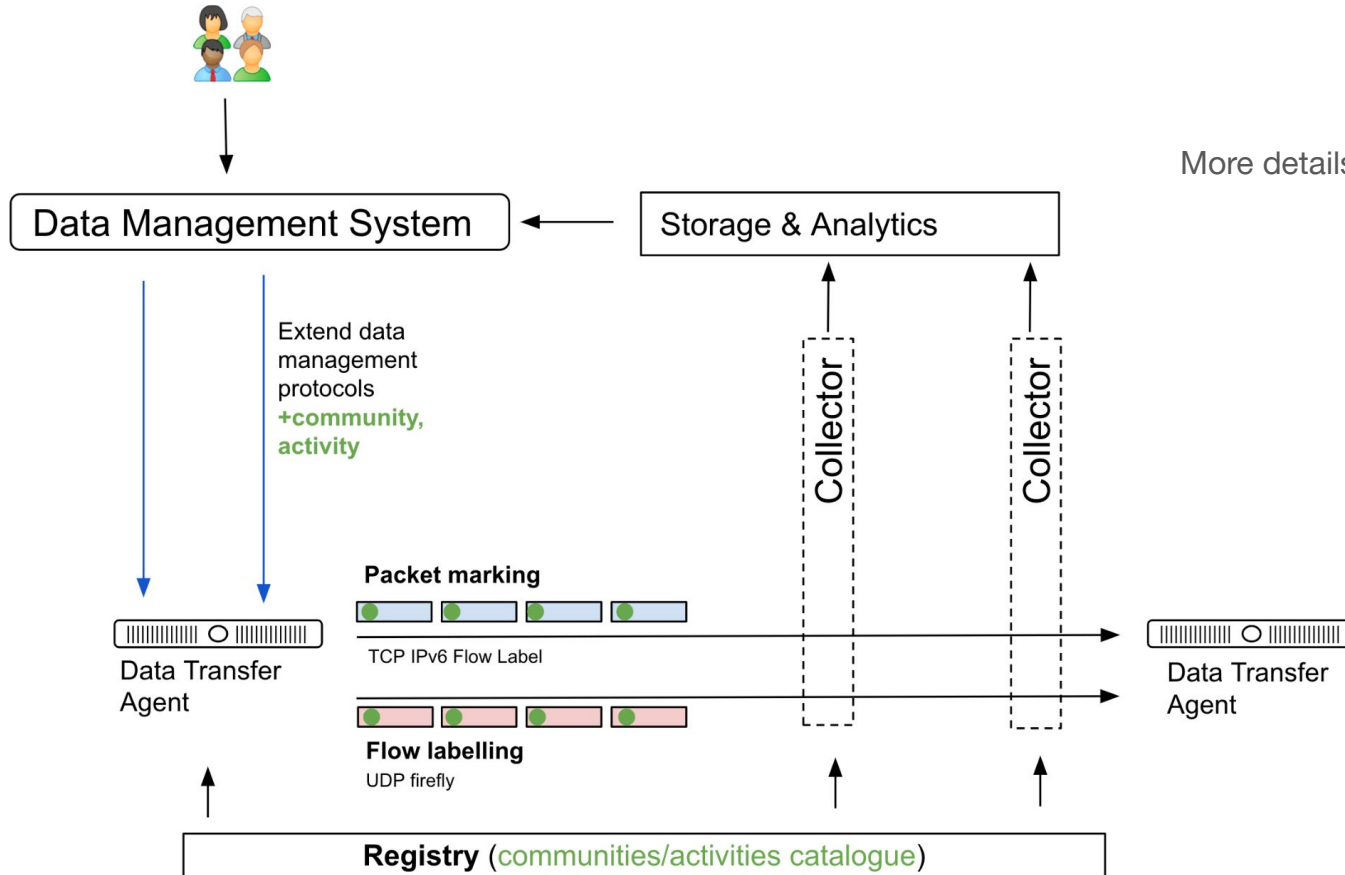 More details
Data Management System
Storage & Analytics
Extend data
management
protocols
+community,
activity
Collector
Collector
Packet marking
TCP IPv6 Flow Label
Data Transfer
Agent
Data Transfer
Agent
Flow labelling
UDP firefly
Registry (communities/activities catalogue)